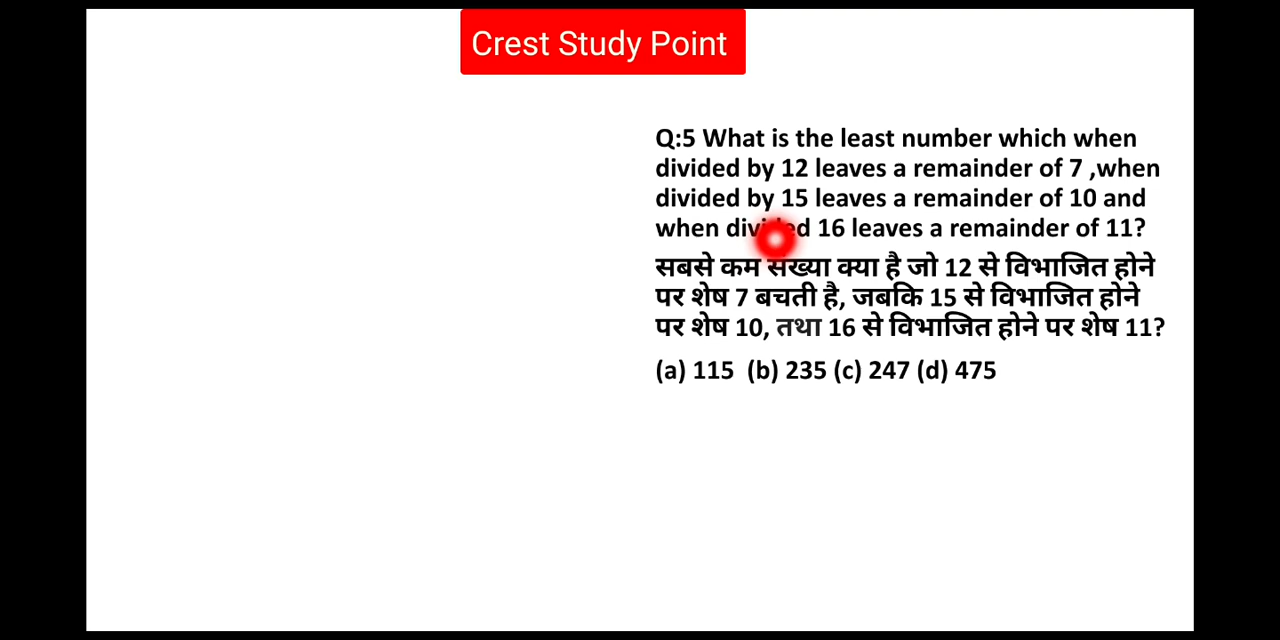 Crest Study Point
Q:5 What is the least number which when
divided by 12 leaves a remainder of 7 ,when
divided by 15 leaves a remainder of 10 and
when divided 16 leaves a remainder of 11?
सबसे कम संख्या क्या है जो 12 से विभाजित होने
पर शेष 7 बचती है, जबकि 15 से विभाजित होने
पर शेष 10, तथा 16 से विभाजित होने पर शेष 11?
(a) 115 (b) 235 (c) 247 (d) 475